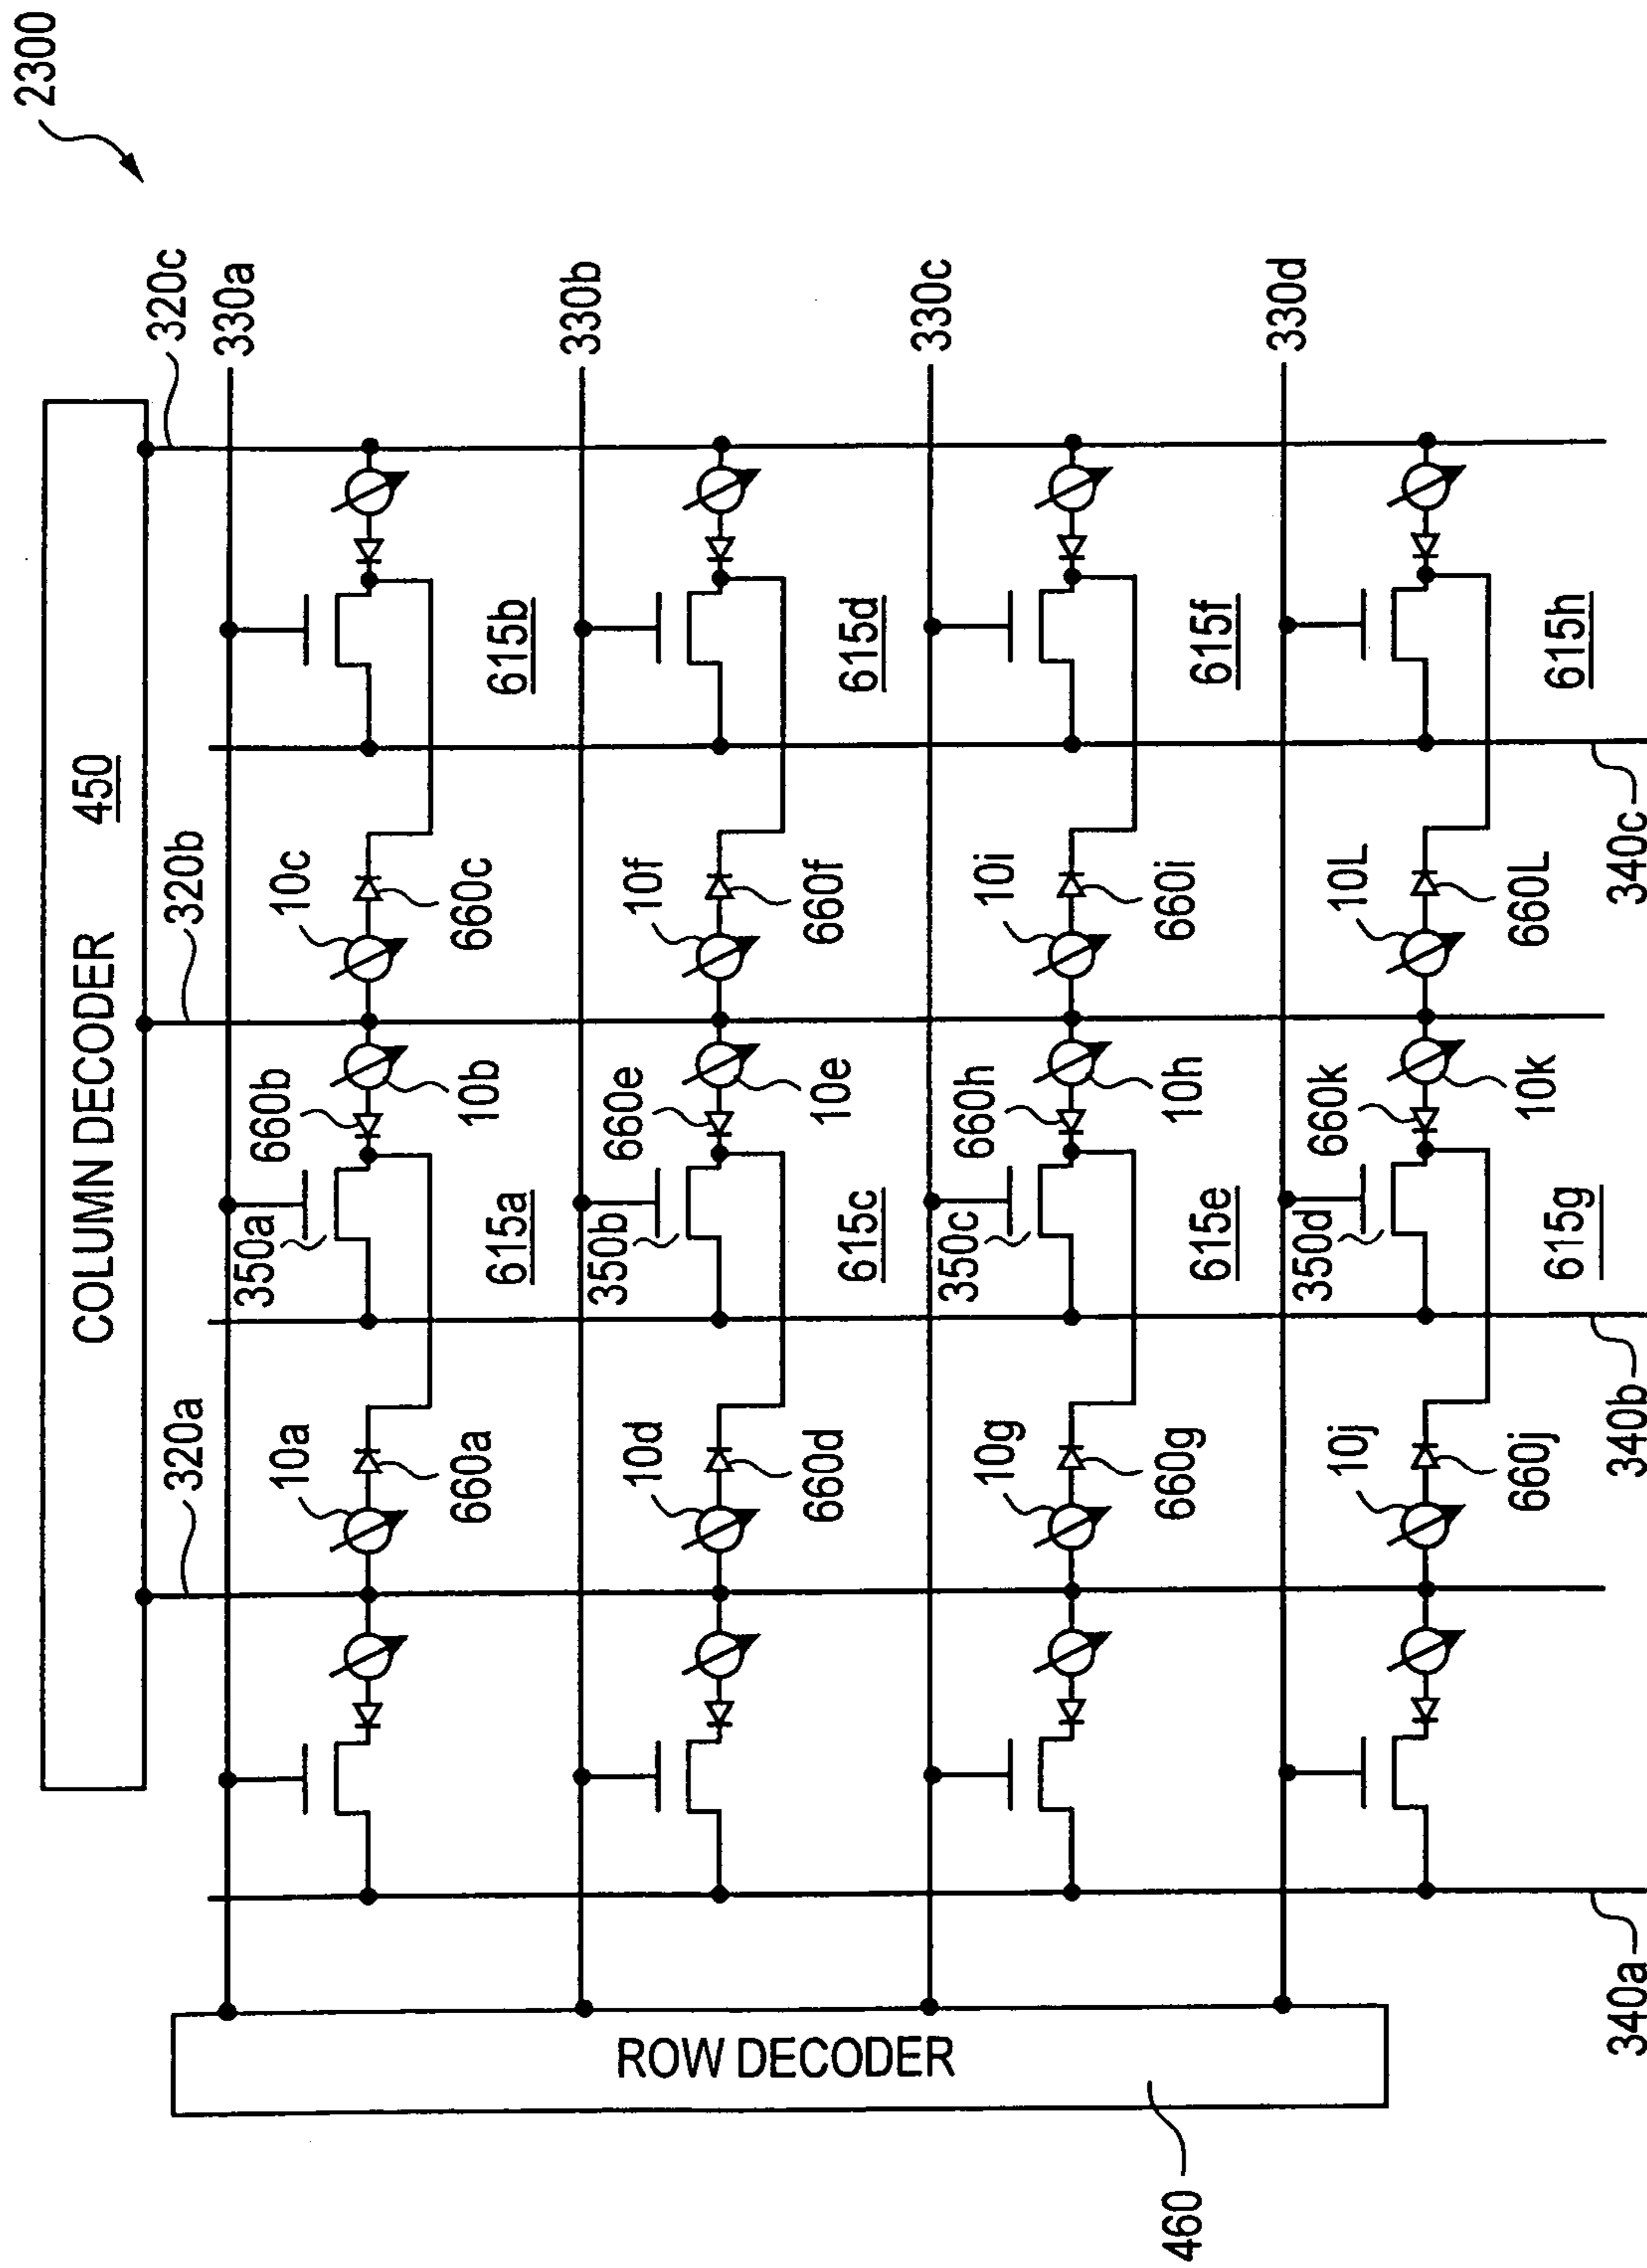 2300
COLUMN DECODER
450
320a
320b
320c
330a
350a
660b
10a
10c
660a
10b
660c
615a
615b
330b
350b
660e
10d
10f
660d
10e
660f
615c
615d
330c
350c
660h
10g
10i
660g
10h
660i
615e
615f
330d
350d
660k
10j
10L
660j
10k
660L
615g
615h
340a
340b
340c
ROW DECODER
460